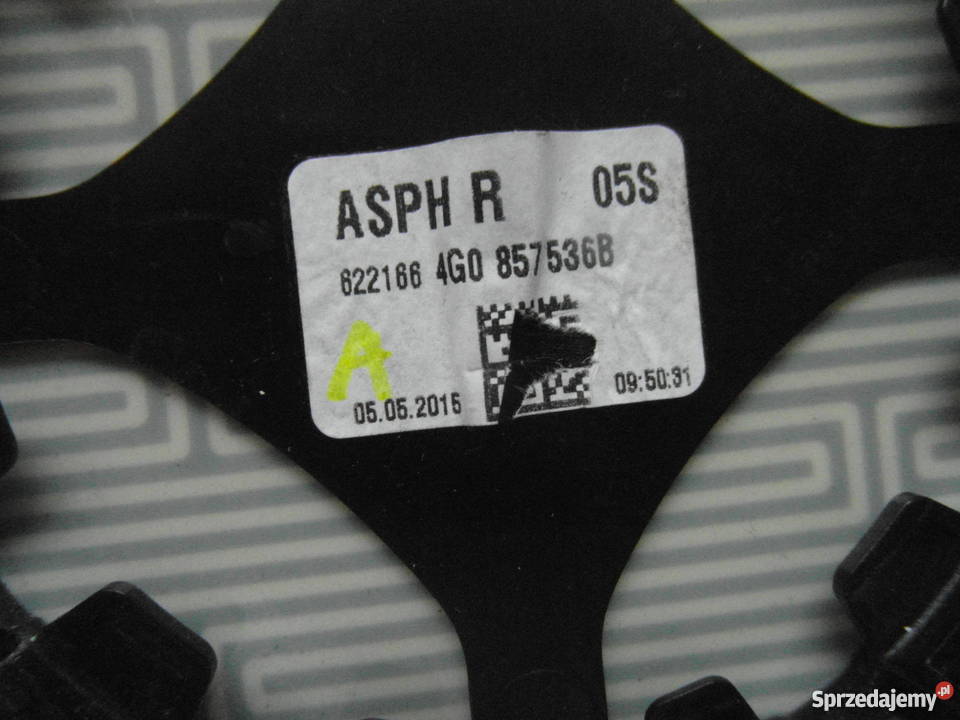 ASPH R 05S
622166 4G0 857536B
A
05.05.2015 09:50:31
Sprzedajemy.pl